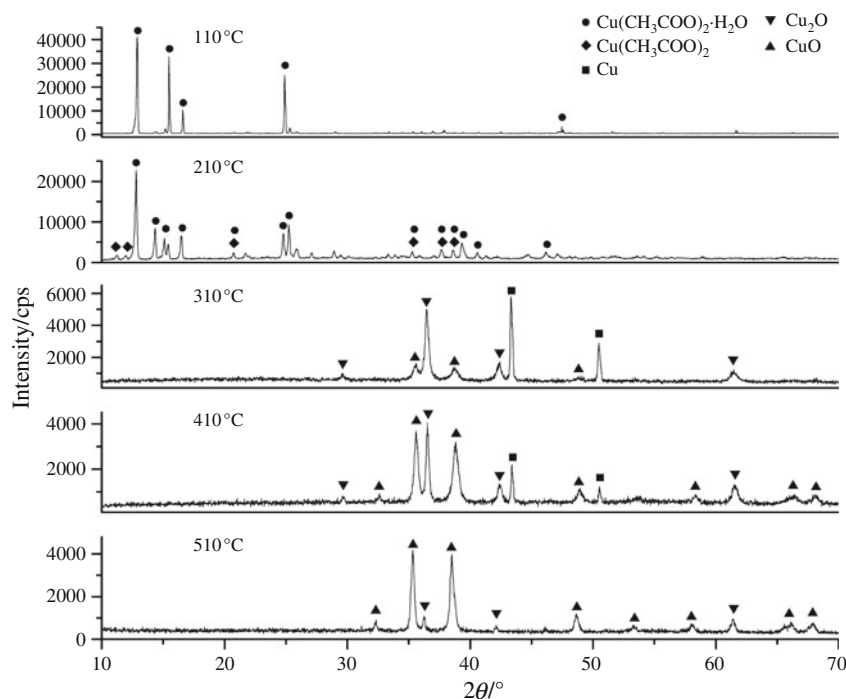 Cu(CH₃COO)₂·H₂O
Cu₂O
Cu(CH₃COO)₂
CuO
Cu
110 °C
40000
30000
20000
10000
0
210 °C
20000
10000
0
310 °C
6000
4000
2000
410 °C
4000
2000
510 °C
4000
2000
0
Intensity/cps
10 20 30 40 50 60 70
2θ/°